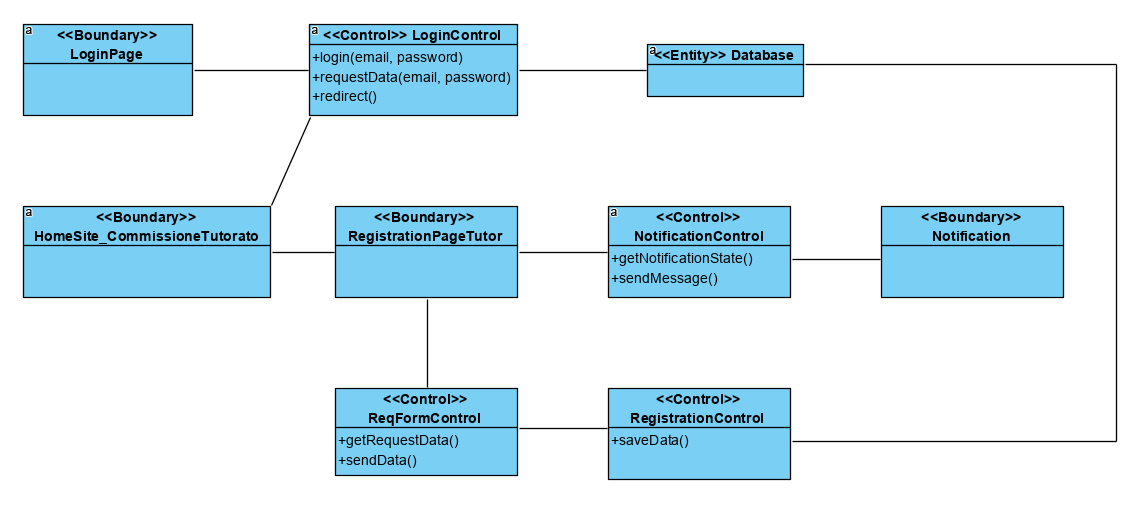 a
<<Boundary>>
LoginPage
a
<<Control>> LoginControl
+login(email, password)
+requestData(email, password)
+redirect()
a
<<Entity>> Database
a
<<Boundary>>
HomeSite_CommissioneTutorato
<<Boundary>>
RegistrationPageTutor
a
<<Control>>
NotificationControl
+getNotificationState()
+sendMessage()
<<Boundary>>
Notification
<<Control>>
ReqFormControl
+getRequestData()
+sendData()
<<Control>>
RegistrationControl
+saveData()